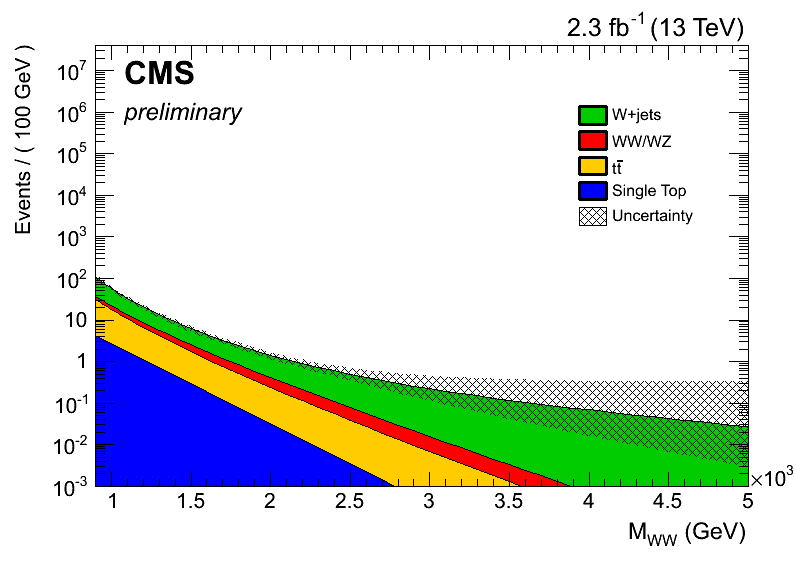 2.3 fb⁻¹ (13 TeV)
CMS
preliminary
Events / ( 100 GeV )
10⁷
10⁶
10⁵
10⁴
10³
10²
10
1
10⁻¹
10⁻²
10⁻³
W+jets
WW/WZ
tt̄
Single Top
Uncertainty
1 1.5 2 2.5 3 3.5 4 4.5 5
×10³
M_WW (GeV)